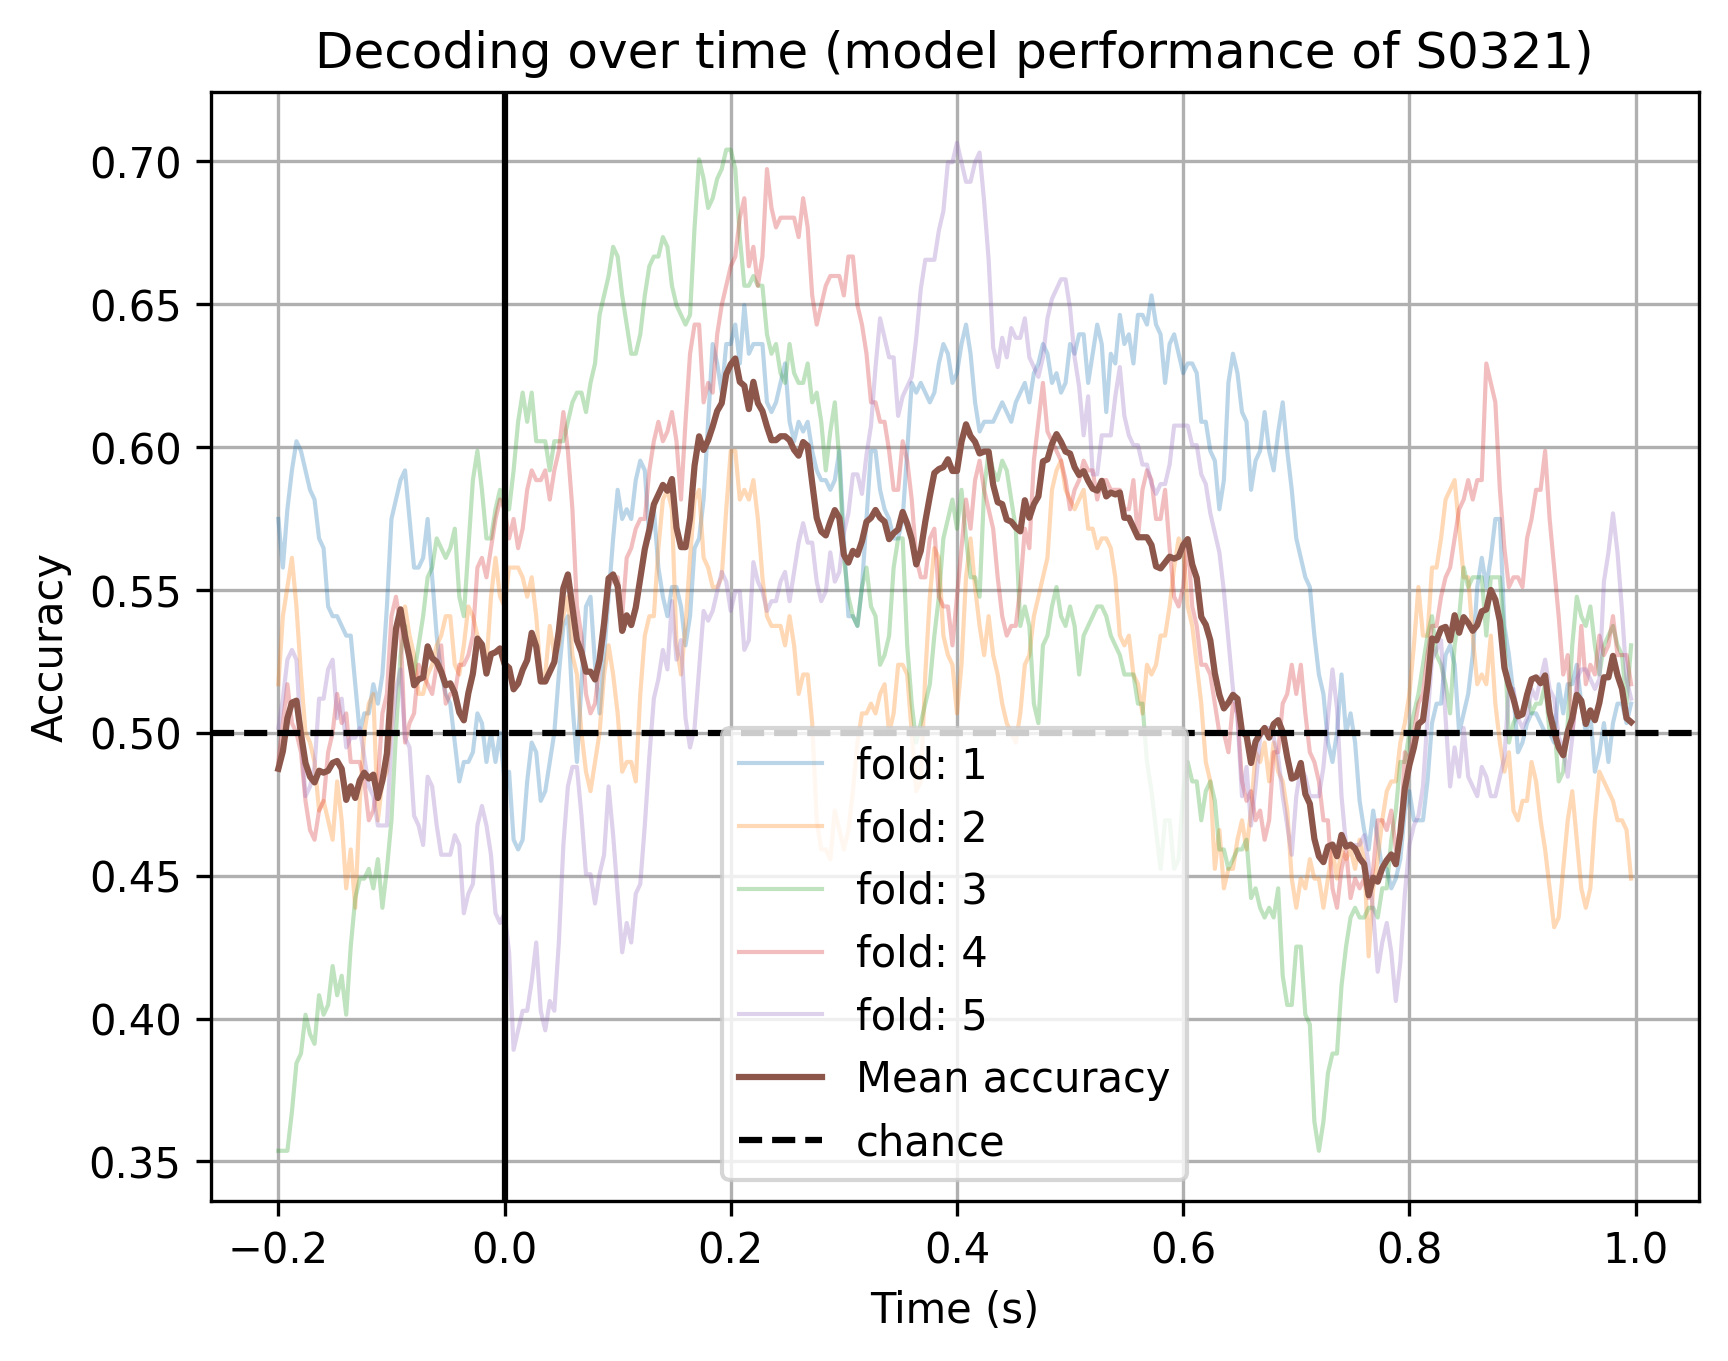 Decoding over time (model performance of S0321)
Accuracy
0.70
0.65
0.60
0.55
0.50
0.45
0.40
0.35
fold: 1
fold: 2
fold: 3
fold: 4
fold: 5
Mean accuracy
chance
−0.2 0.0 0.2 0.4 0.6 0.8 1.0
Time (s)